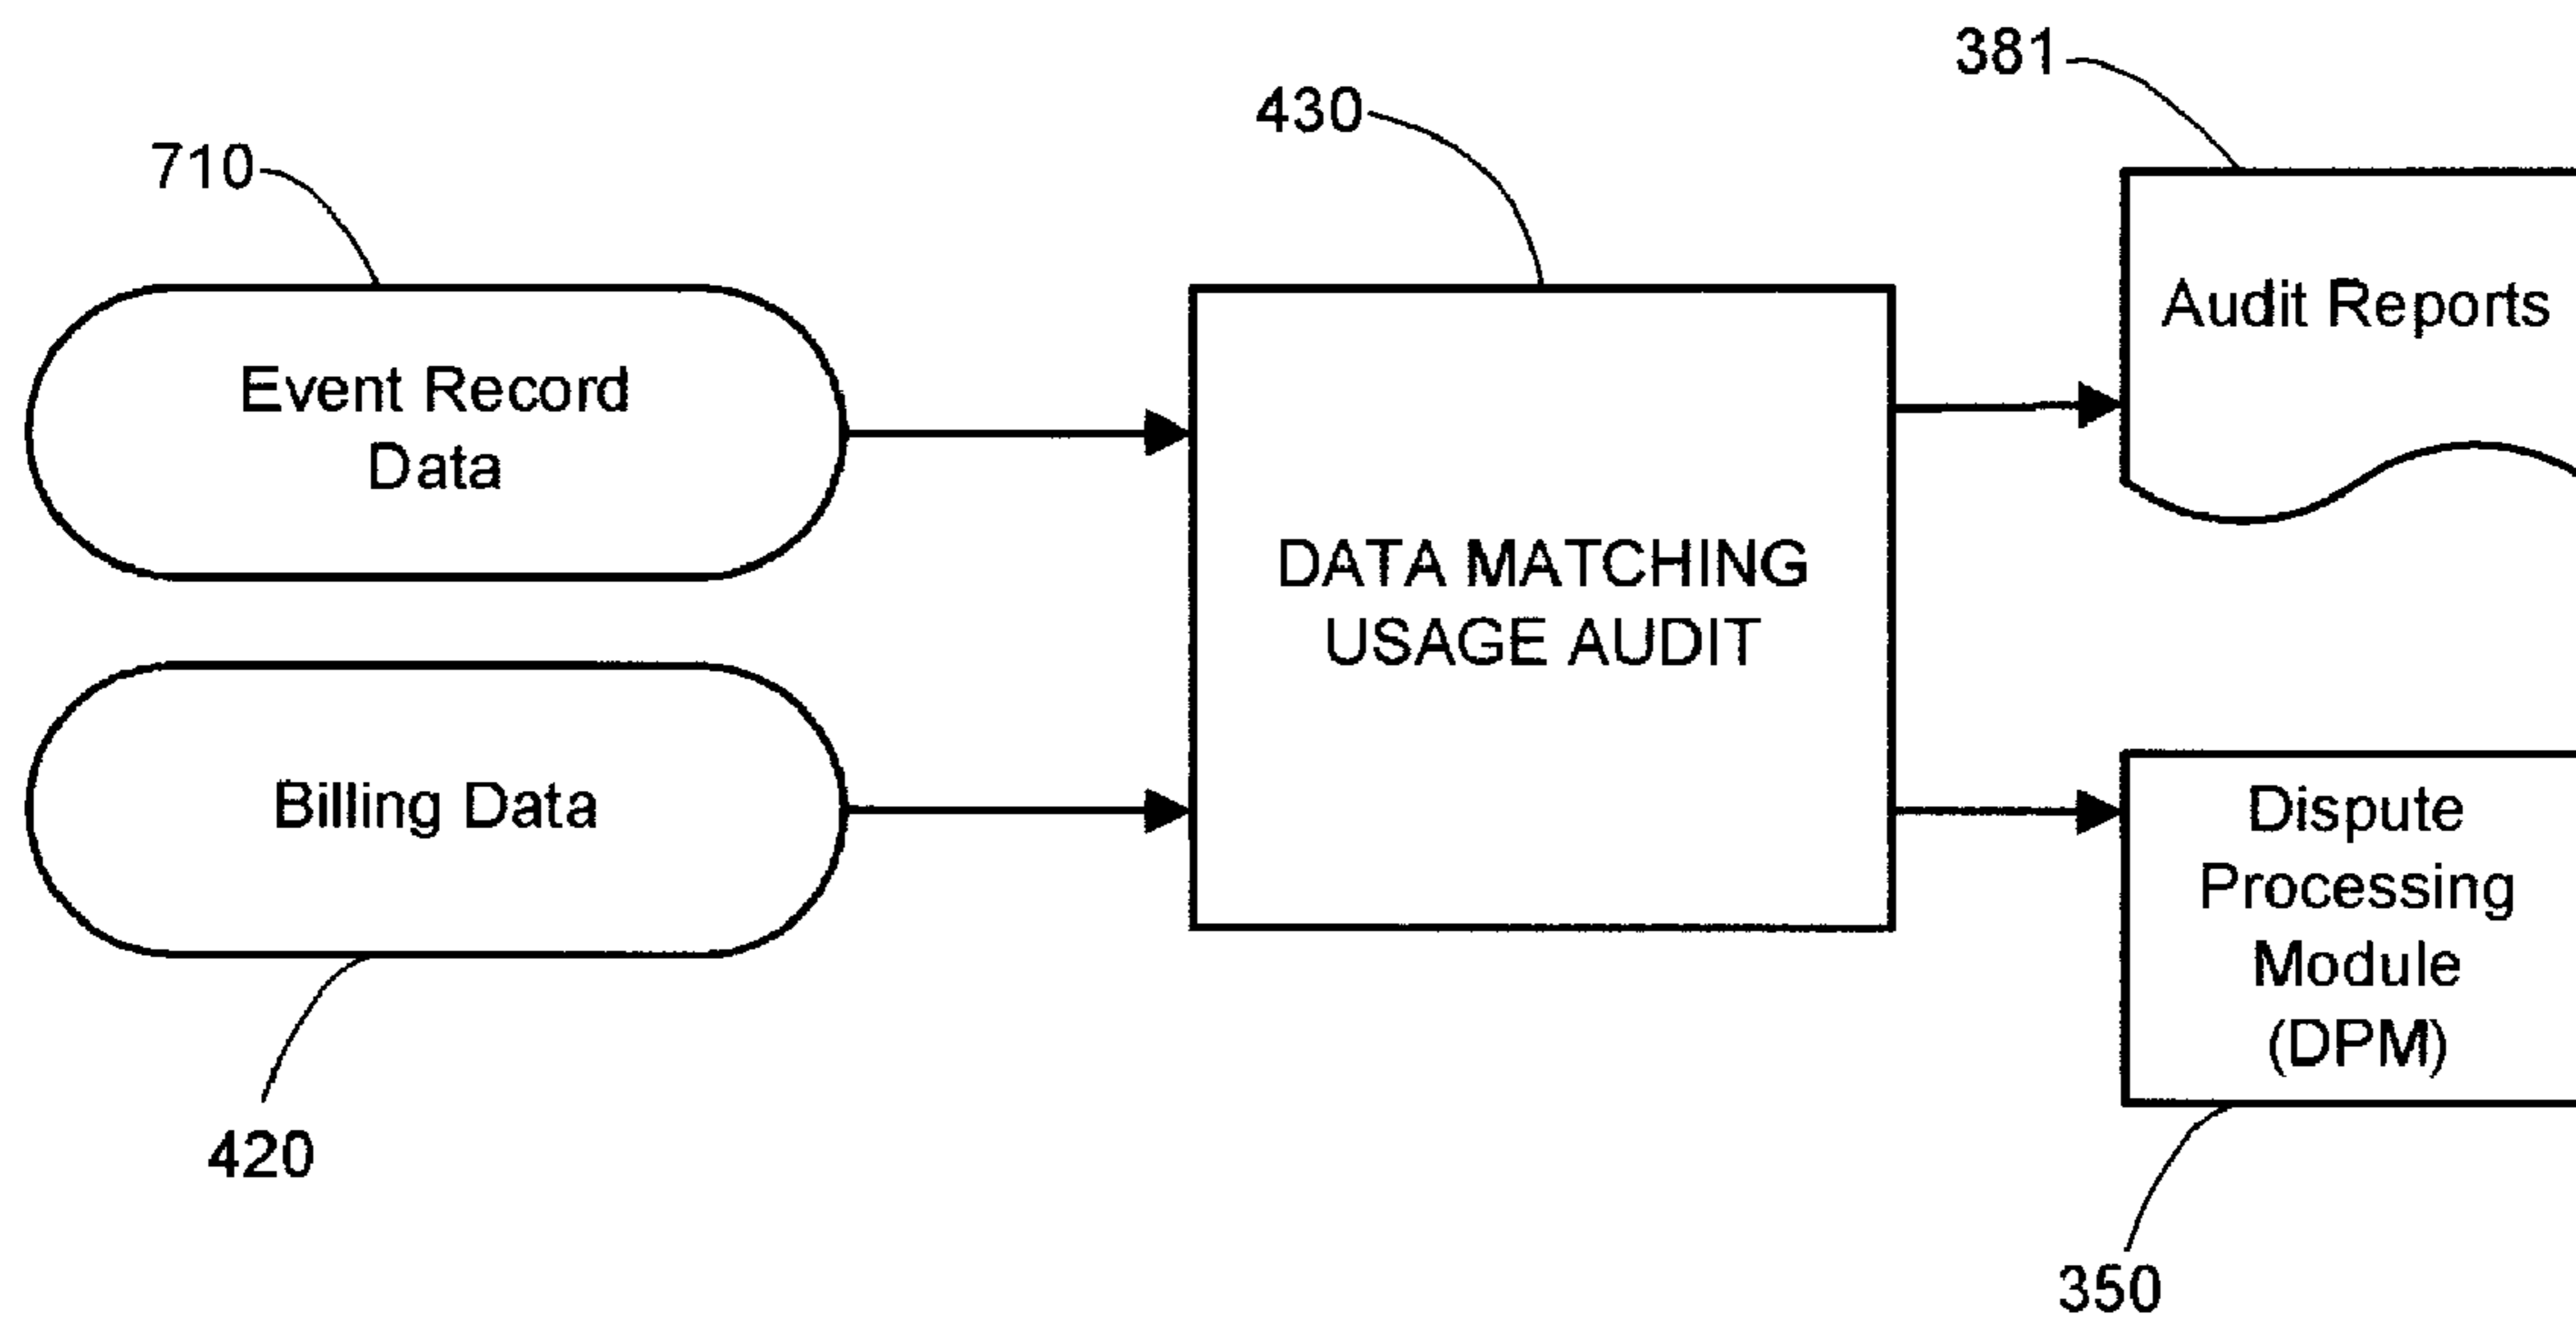 710
Event Record
Data
Billing Data
420
430
DATA MATCHING
USAGE AUDIT
381
Audit Reports
Dispute
Processing
Module
(DPM)
350